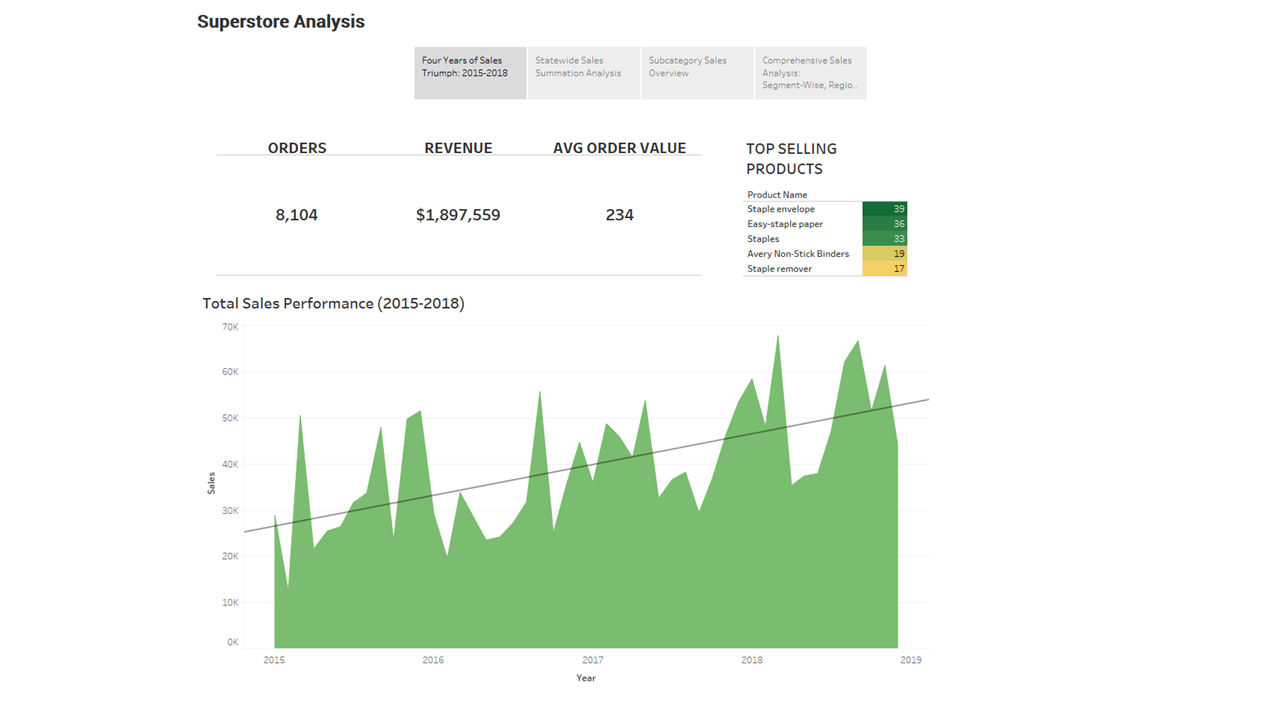 Superstore Analysis
Four Years of Sales
Triumph: 2015-2018
Statewide Sales
Summation Analysis
Subcategory Sales
Overview
Comprehensive Sales
Analysis:
Segment-Wise, Regio..
ORDERS REVENUE AVG ORDER VALUE
8,104 $1,897,559 234
TOP SELLING
PRODUCTS
Product Name
Staple envelope 39
Easy-staple paper 36
Staples 33
Avery Non-Stick Binders 19
Staple remover 17
Total Sales Performance (2015-2018)
70K
60K
50K
40K
30K
20K
10K
0K
Sales
2015 2016 2017 2018 2019
Year